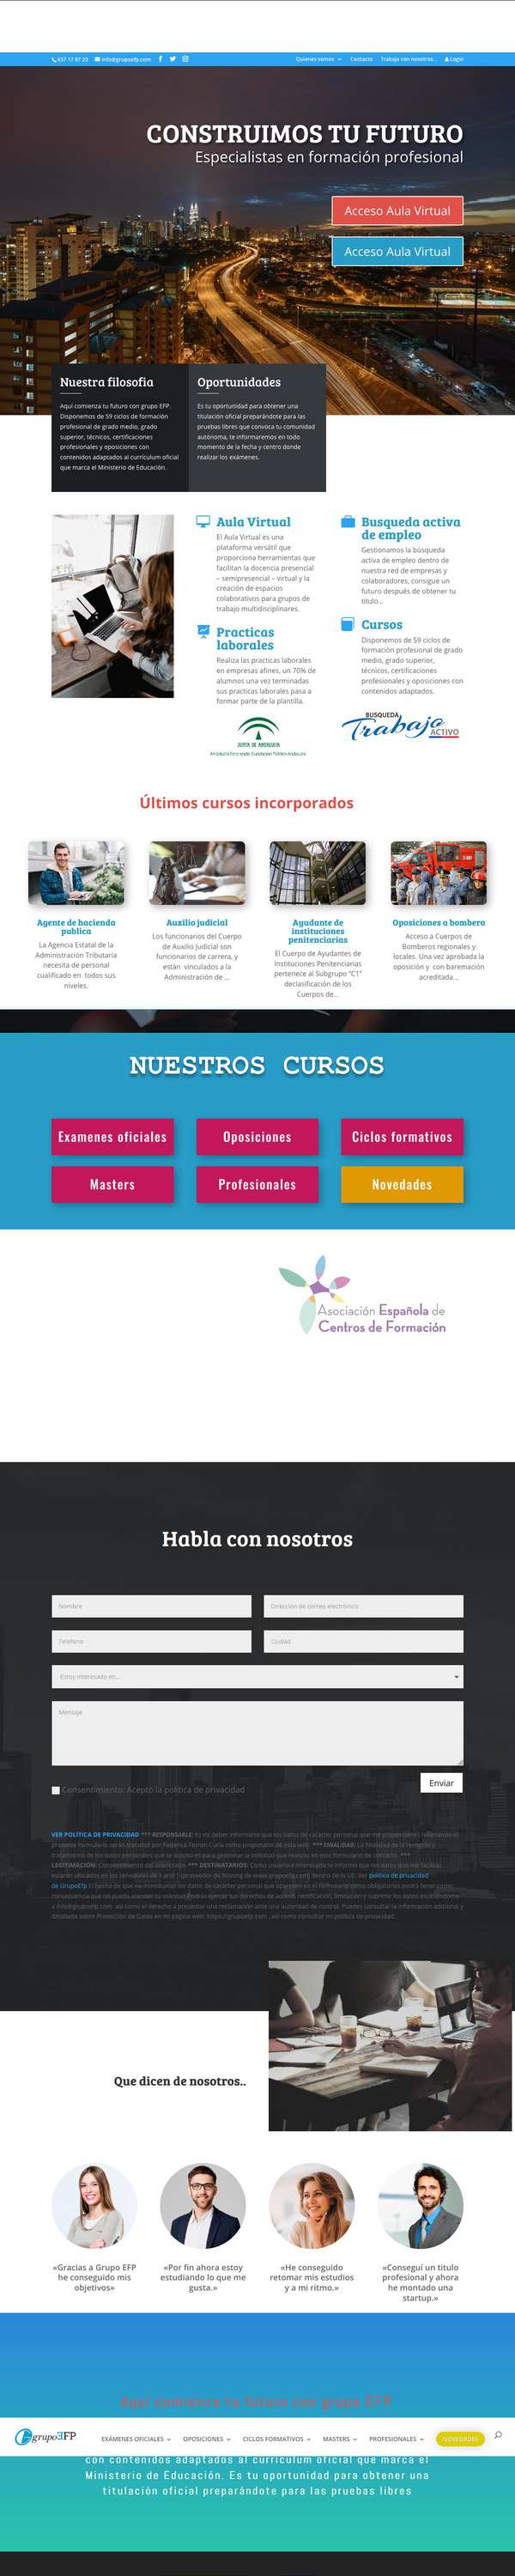 637 17 87 20 info@grupoefp.com
Quienes somos Contacto Trabaja con nosotros... Login
CONSTRUIMOS TU FUTURO
Especialistas en formación profesional
Acceso Aula Virtual
Acceso Aula Virtual
Nuestra filosofia
Aquí comienza tu futuro con grupo EFP.
Disponemos de 59 ciclos de formación
profesional de grado medio, grado
superior, técnicos, certificaciones
profesionales y oposiciones con
contenidos adaptados al currículum oficial
que marca el Ministerio de Educación.
Oportunidades
Es tu oportunidad para obtener una
titulación oficial preparándote para las
pruebas libres que convoca tu comunidad
autónoma, te informaremos en todo
momento de la fecha y centro donde
realizar los exámenes.
Aula Virtual
El Aula Virtual es una
plataforma versátil que
proporciona herramientas que
facilitan la docencia presencial
– semipresencial – virtual y la
creación de espacios
colaborativos para grupos de
trabajo multidisciplinares.
Busqueda activa
de empleo
Gestionamos la búsqueda
activa de empleo dentro de
nuestra red de empresas y
colaboradores, consigue un
futuro después de obtener tu
titulo...
Practicas
laborales
Realiza las practicas laborales
en empresas afines, un 70% de
alumnos una vez terminadas
sus practicas laborales pasa a
formar parte de la plantilla.
Cursos
Disponemos de 59 ciclos de
formación profesional de grado
medio, grado superior,
técnicos, certificaciones
profesionales y oposiciones con
contenidos adaptados.
JUNTA DE ANDALUCIA
BUSQUEDA
Trabajo
ACTIVO
Últimos cursos incorporados
Agente de hacienda
publica
La Agencia Estatal de la
Administración Tributaria
necesita de personal
cualificado en todos sus
niveles.
Auxilio judicial
Los funcionarios del Cuerpo
de Auxilio Judicial son
funcionarios de carrera, y
están vinculados a la
Administración de ...
Ayudante de
instituciones
penitenciarias
El Cuerpo de Ayudantes de
Instituciones Penitenciarias
pertenece al Subgrupo "C1"
declasificación de los
Cuerpos de...
Oposiciones a bombero
Acceso a Cuerpos de
Bomberos regionales y
locales. Una vez aprobada la
oposición y con baremación
acreditada...
NUESTROS CURSOS
Examenes oficiales
Oposiciones
Ciclos formativos
Masters
Profesionales
Novedades
Asociación Española de
Centros de Formación
Habla con nosotros
Nombre
Dirección de correo electrónico
Teléfono
Ciudad
Estoy interesado en...
Mensaje
Consentimiento: Acepto la política de privacidad
Enviar
VER POLÍTICA DE PRIVACIDAD *** RESPONSABLE:
*** FINALIDAD:
LEGITIMACIÓN: Consentimiento del interesado. *** DESTINATARIOS:
política de privacidad
de GrupoEfp
Que dicen de nosotros..
«Gracias a Grupo EFP
he conseguido mis
objetivos»
«Por fin ahora estoy
estudiando lo que me
gusta.»
«He conseguido
retomar mis estudios
y a mi ritmo.»
«Conseguí un titulo
profesional y ahora
he montado una
startup.»
Aquí comienza tu futuro con grupo EFP.
grupoEFP
EXÁMENES OFICIALES OPOSICIONES CICLOS FORMATIVOS MASTERS PROFESIONALES NOVEDADES
con contenidos adaptados al currículum oficial que marca el
Ministerio de Educación. Es tu oportunidad para obtener una
titulación oficial preparándote para las pruebas libres